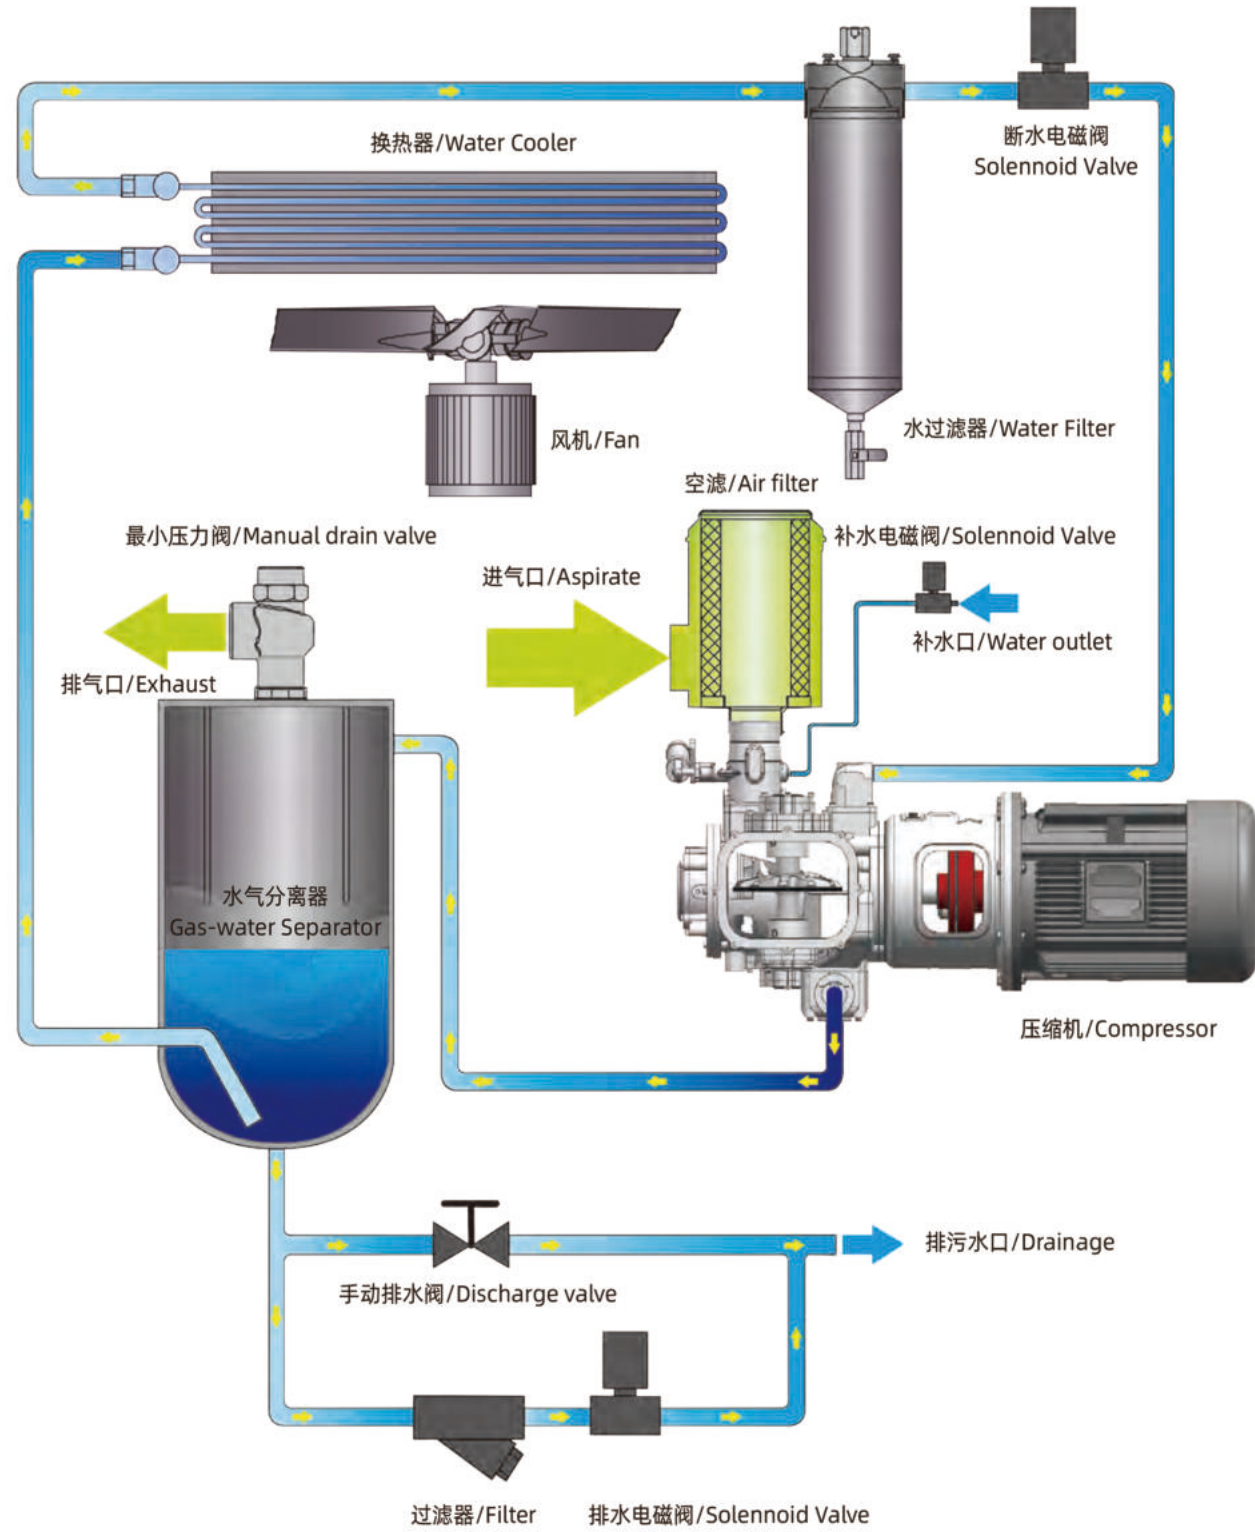 换热器/Water Cooler
断水电磁阀
Solennoid Valve
风机/Fan
水过滤器/Water Filter
空滤/Air filter
最小压力阀/Manual drain valve
补水电磁阀/Solennoid Valve
进气口/Aspirate
补水口/Water outlet
排气口/Exhaust
水气分离器
Gas-water Separator
压缩机/Compressor
排污水口/Drainage
手动排水阀/Discharge valve
过滤器/Filter
排水电磁阀/Solennoid Valve